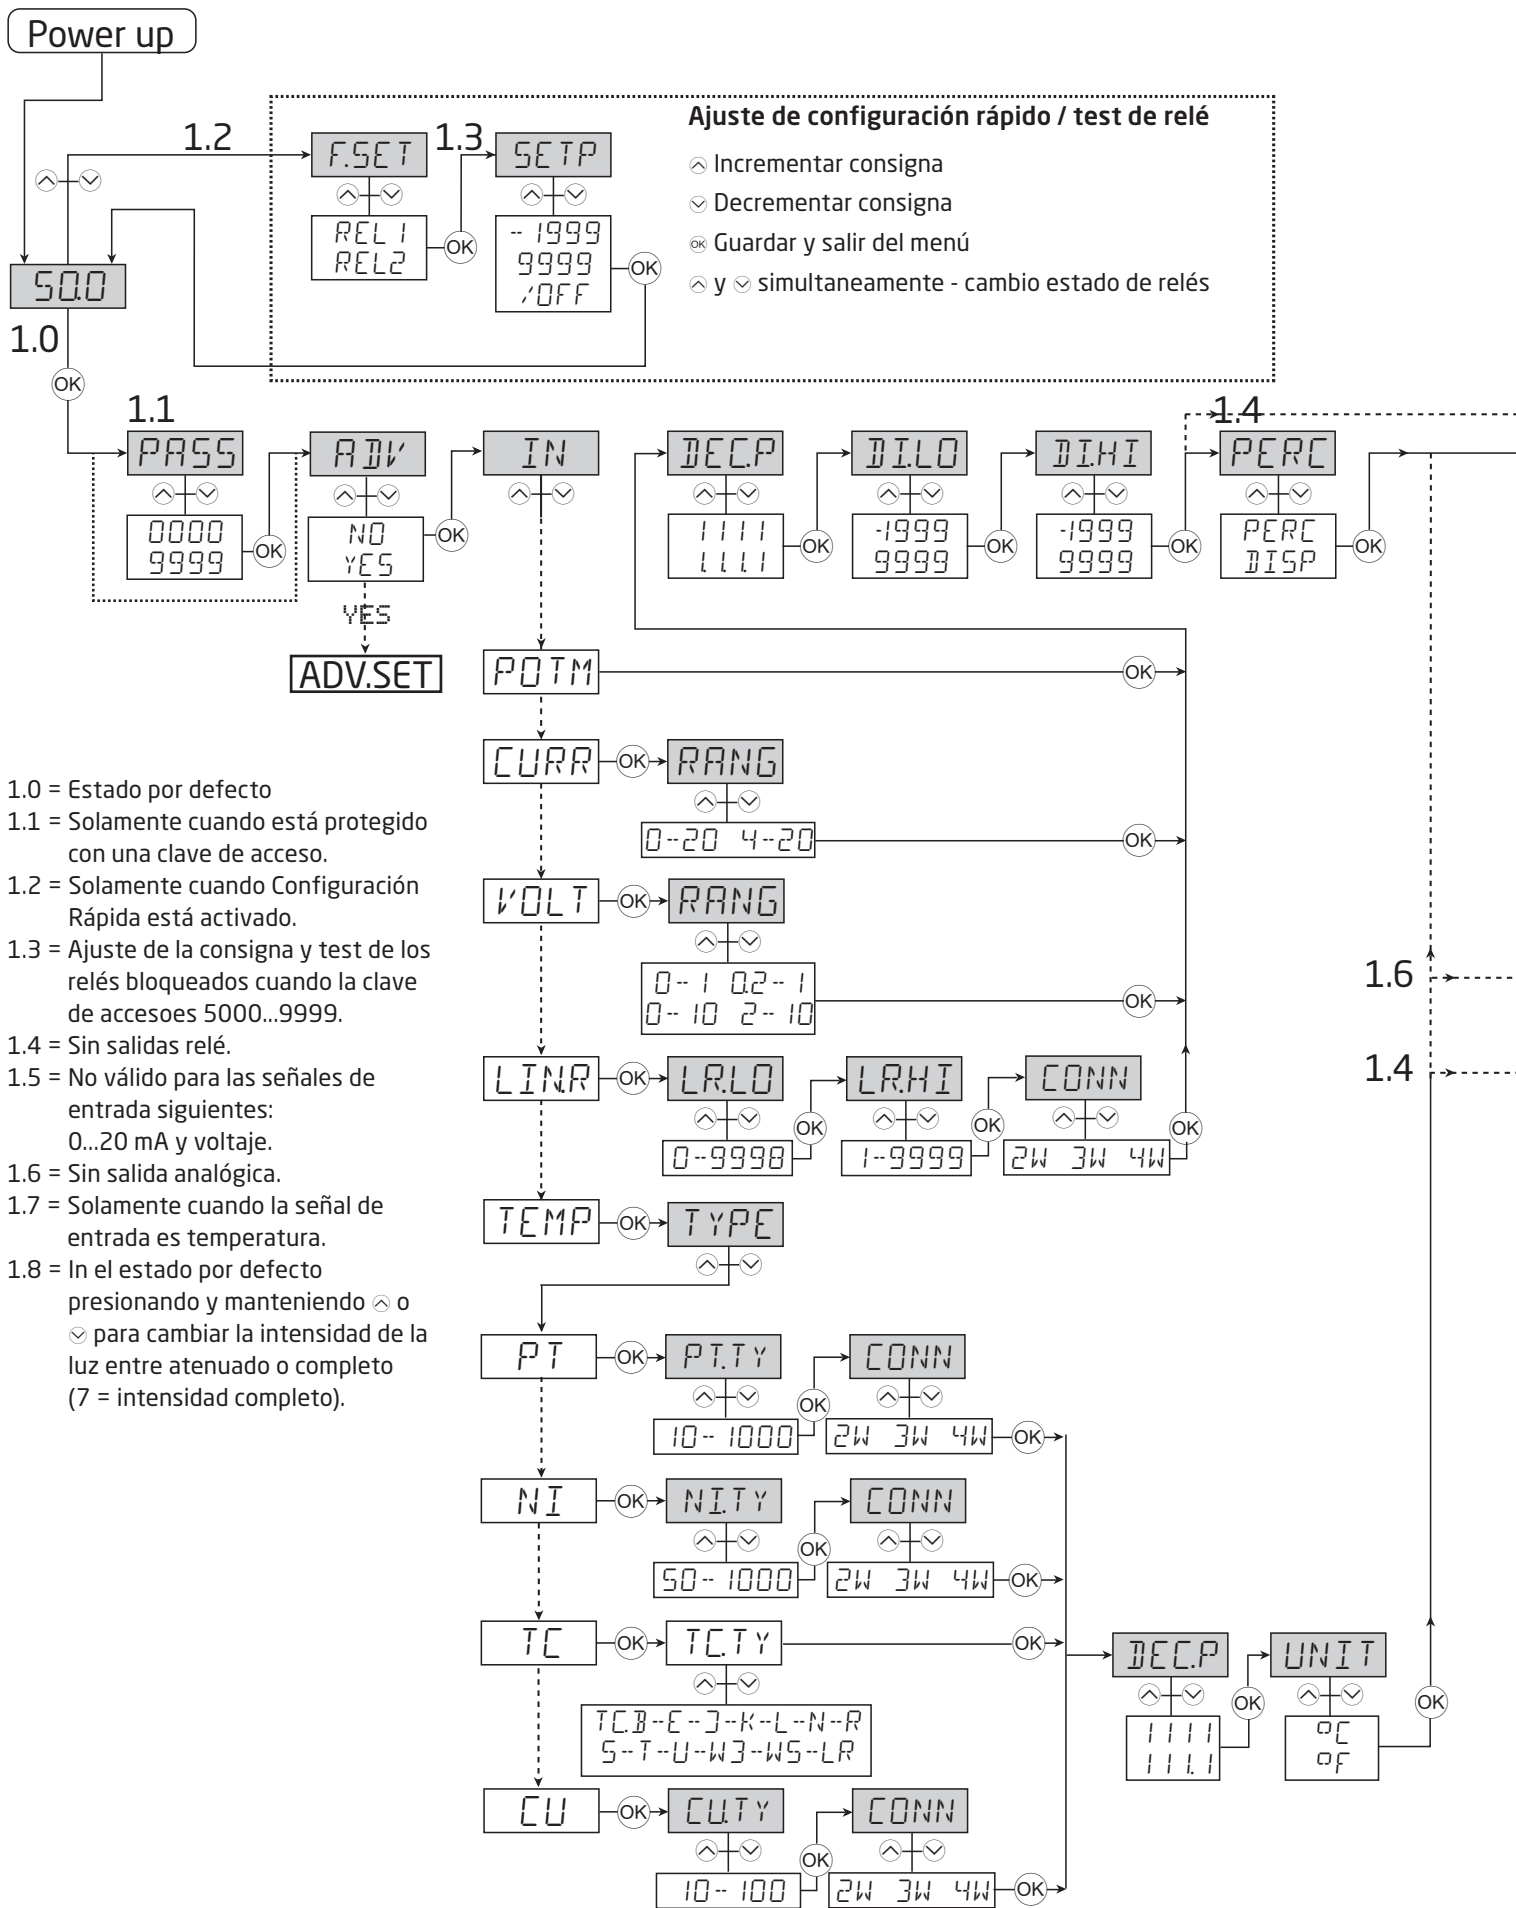 Power up
1.2
F.SET
1.3
SETP
Ajuste de configuración rápido / test de relé
Incrementar consigna
Decrementar consigna
OK Guardar y salir del menú
y simultaneamente - cambio estado de relés
REL1
REL2
OK
-1999
9999
/OFF
OK
50.0
1.0
OK
1.1
1.4
PASS
ADV
IN
DEC.P
DI.LO
DI.HI
PERC
0000
9999
OK
NO
YES
OK
1111
1.1.1.1
OK
-1999
9999
OK
-1999
9999
OK
PERC
DISP
OK
YES
ADV.SET
POTM
OK
CURR
OK
RANG
0-20 4-20
OK
1.0 = Estado por defecto
1.1 = Solamente cuando está protegido
con una clave de acceso.
1.2 = Solamente cuando Configuración
Rápida está activado.
1.3 = Ajuste de la consigna y test de los
relés bloqueados cuando la clave
de accesoes 5000...9999.
1.4 = Sin salidas relé.
1.5 = No válido para las señales de
entrada siguientes:
0...20 mA y voltaje.
1.6 = Sin salida analógica.
1.7 = Solamente cuando la señal de
entrada es temperatura.
1.8 = In el estado por defecto
presionando y manteniendo o
para cambiar la intensidad de la
luz entre atenuado o completo
(7 = intensidad completo).
VOLT
OK
RANG
0-1 0.2-1
0-10 2-10
OK
1.6
1.4
LIN.R
OK
LR.LO
0-9998
OK
LR.HI
1-9999
OK
CONN
2W 3W 4W
OK
TEMP
OK
TYPE
PT
OK
PT.TY
10-1000
OK
CONN
2W 3W 4W
OK
NI
OK
NI.TY
50-1000
OK
CONN
2W 3W 4W
OK
TC
OK
TC.TY
OK
TC.B-E-J-K-L-N-R
S-T-U-W3-W5-LR
DEC.P
1111
111.1
OK
UNIT
°C
°F
OK
CU
OK
CU.TY
10-100
OK
CONN
2W 3W 4W
OK